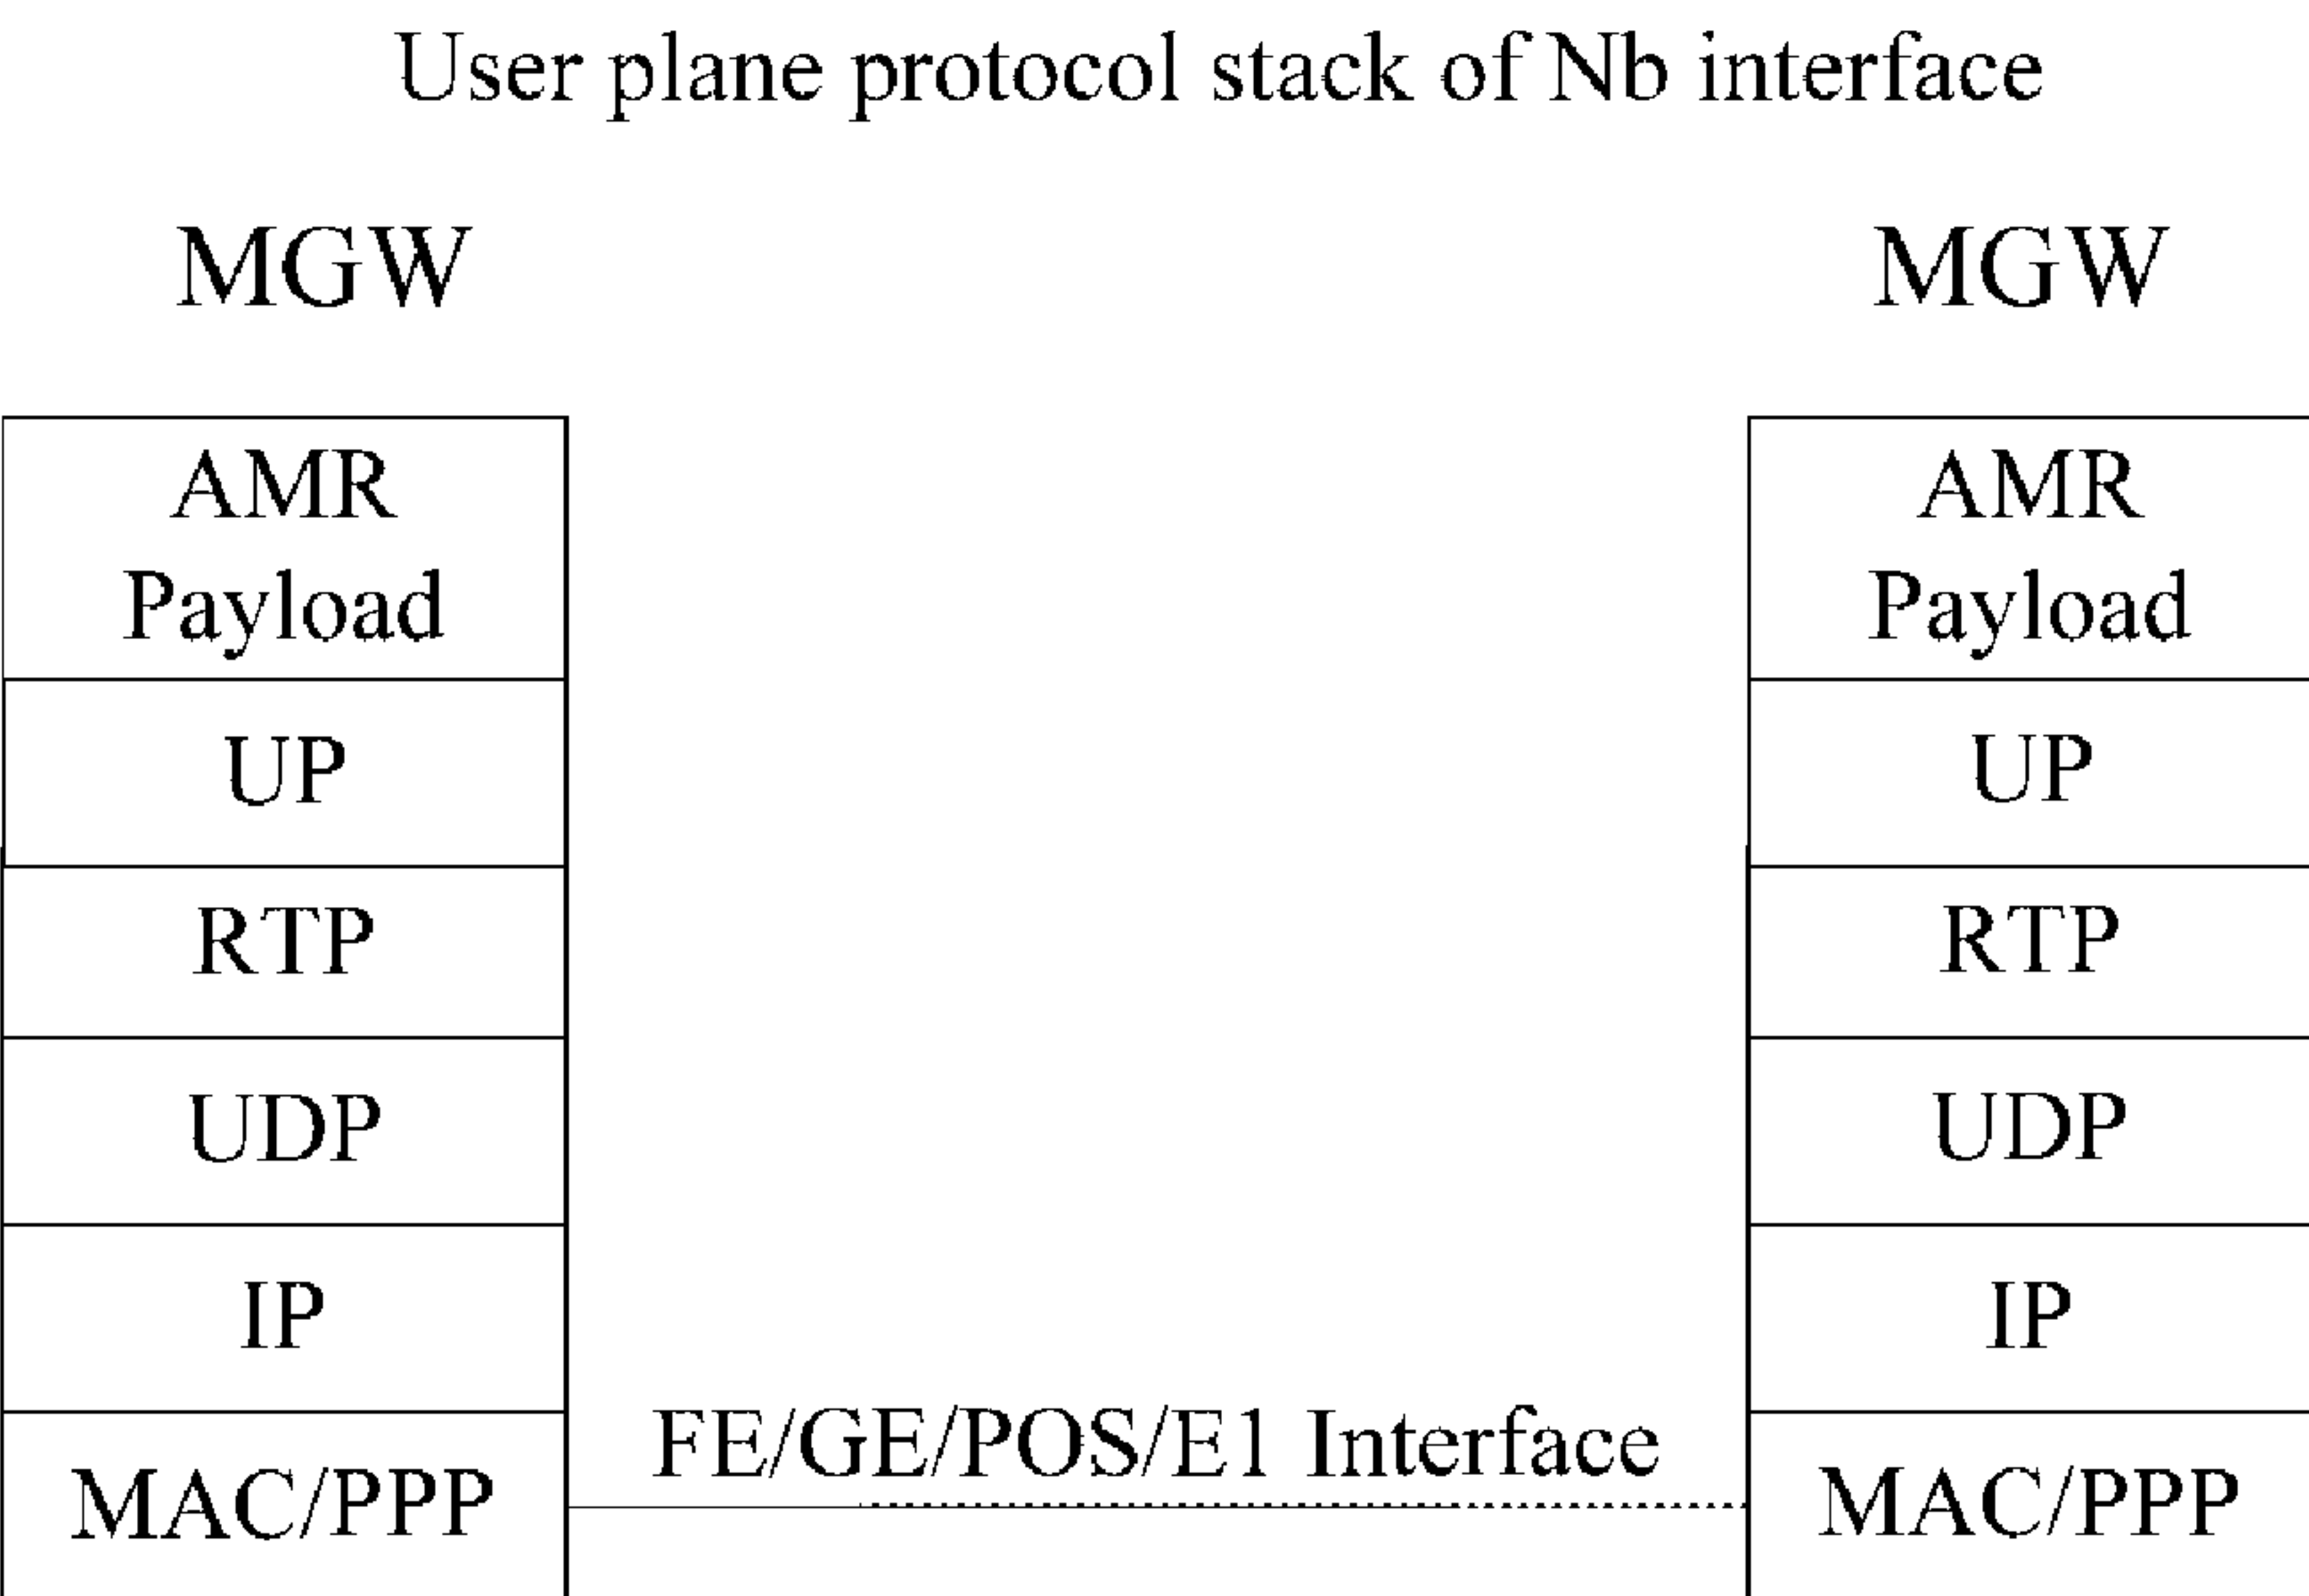 User plane protocol stack of Nb interface
MGW
MGW
AMR
Payload
UP
RTP
UDP
IP
MAC/PPP
FE/GE/POS/E1 Interface
AMR
Payload
UP
RTP
UDP
IP
MAC/PPP